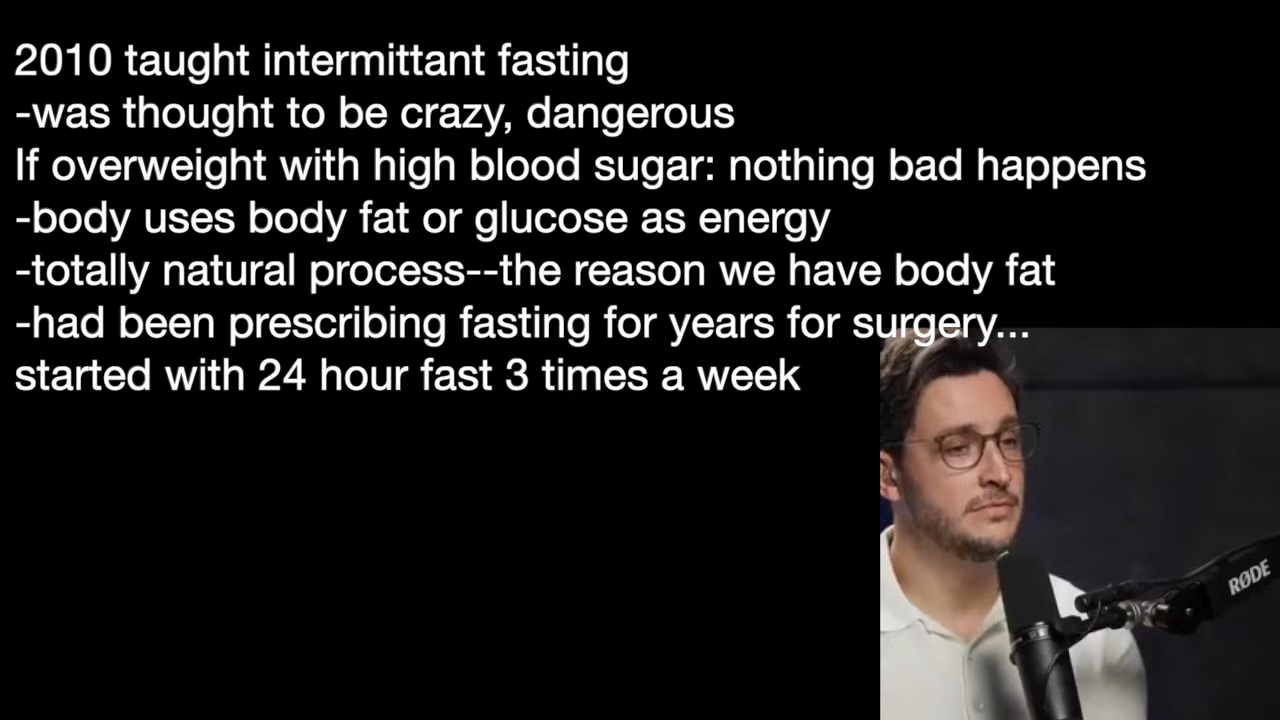 2010 taught intermittant fasting
-was thought to be crazy, dangerous
If overweight with high blood sugar: nothing bad happens
-body uses body fat or glucose as energy
-totally natural process--the reason we have body fat
-had been prescribing fasting for years for surgery...
started with 24 hour fast 3 times a week
RØDE